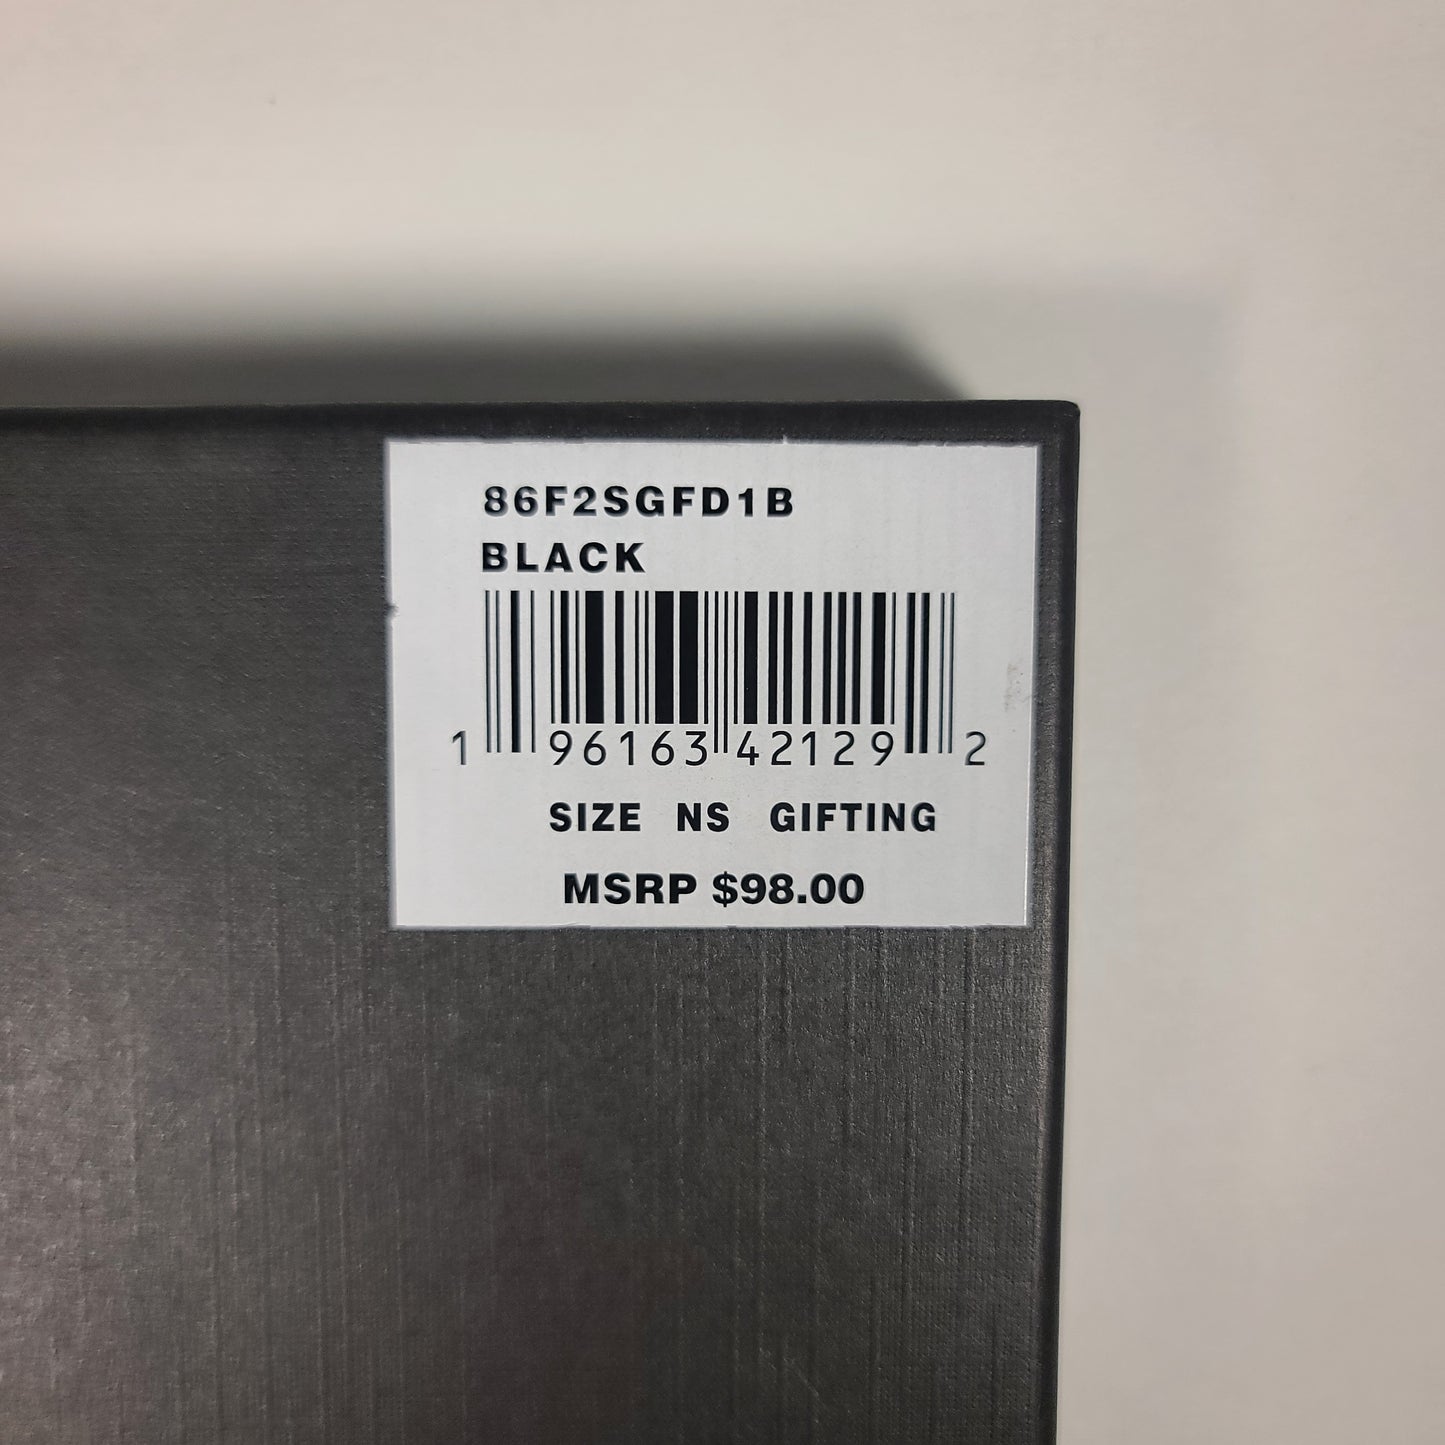 86F2SGFD1B
BLACK
1 96163 42129 2
SIZE NS GIFTING
MSRP $98.00